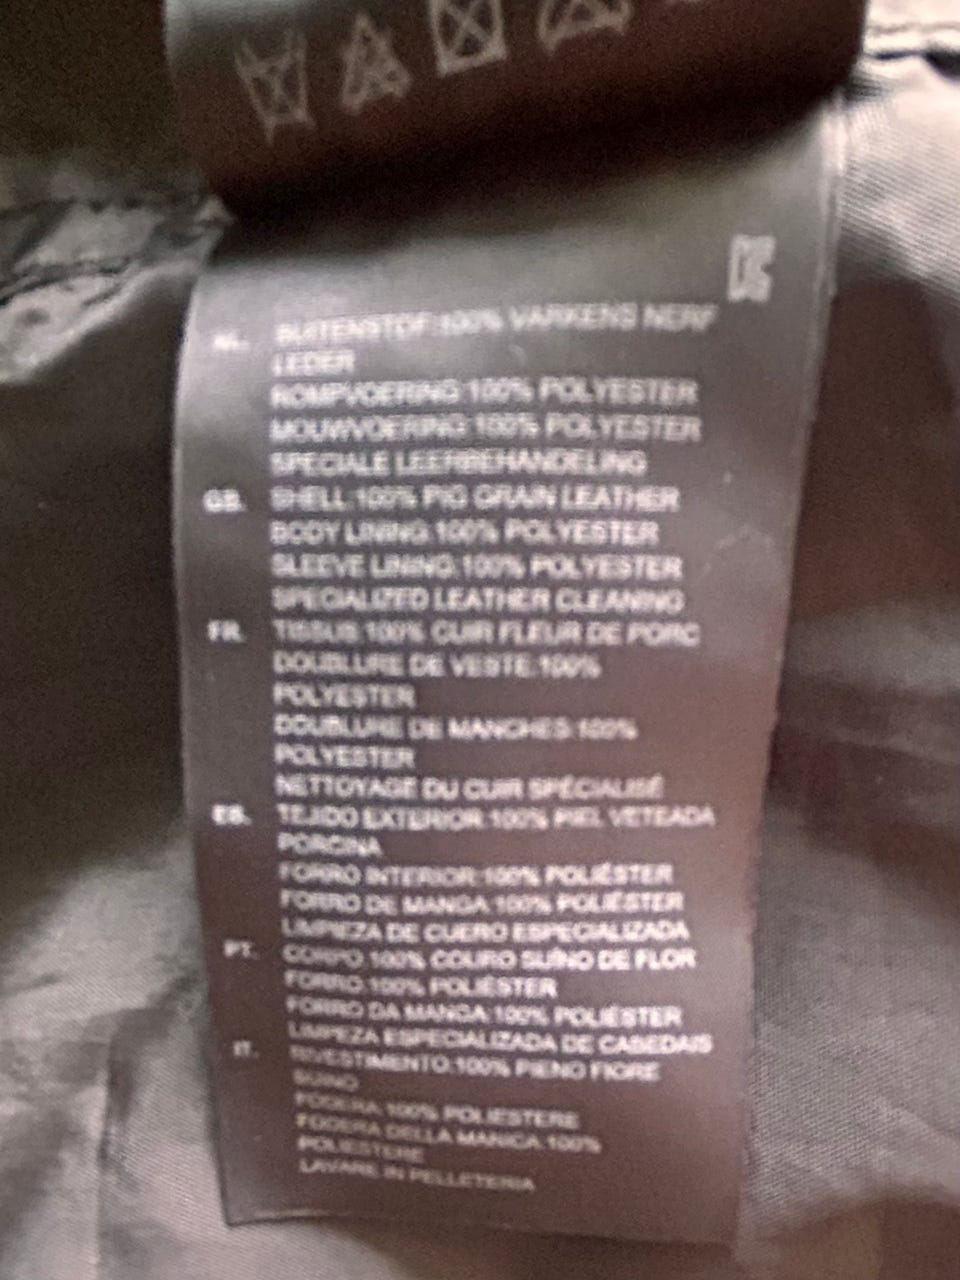 NL. BUITENSTOF:100% VARKENS NERF
LEDER
ROMPVOERING:100% POLYESTER
MOUWVOERING:100% POLYESTER
SPECIALE LEERBEHANDELING
GB. SHELL:100% PIG GRAIN LEATHER
BODY LINING:100% POLYESTER
SLEEVE LINING:100% POLYESTER
SPECIALIZED LEATHER CLEANING
FR. TISSUS:100% CUIR FLEUR DE PORC
DOUBLURE DE VESTE:100%
POLYESTER
DOUBLURE DE MANCHES:100%
POLYESTER
NETTOYAGE DU CUIR SPÉCIALISÉ
ES. TEJIDO EXTERIOR:100% PIEL VETEADA
PORCINA
FORRO INTERIOR:100% POLIÉSTER
FORRO DE MANGA:100% POLIÉSTER
LIMPIEZA DE CUERO ESPECIALIZADA
PT. CORPO:100% COURO SUÍNO DE FLOR
FORRO:100% POLIÉSTER
FORRO DA MANGA:100% POLIÉSTER
LIMPEZA ESPECIALIZADA DE CABEDAIS
IT. RIVESTIMENTO:100% PIENO FIORE
SUINO
FODERA:100% POLIESTERE
FODERA DELLA MANICA:100%
POLIESTERE
LAVARE IN PELLETTERIA